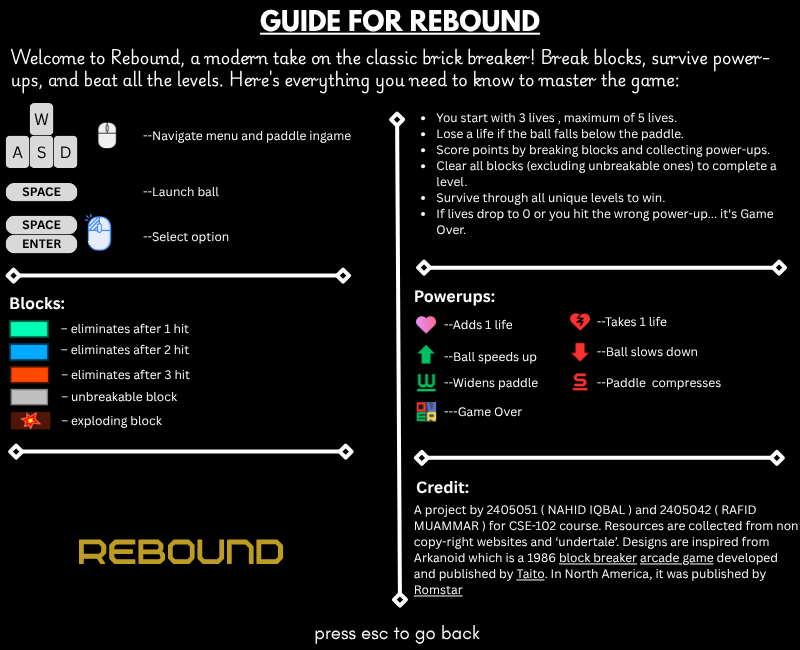 GUIDE FOR REBOUND
Welcome to Rebound, a modern take on the classic brick breaker! Break blocks, survive power-
ups, and beat all the levels. Here's everything you need to know to master the game:
W
A S D
--Navigate menu and paddle ingame
SPACE
--Launch ball
SPACE
ENTER
--Select option
Blocks:
– eliminates after 1 hit
– eliminates after 2 hit
– eliminates after 3 hit
– unbreakable block
– exploding block
REBOUND
• You start with 3 lives , maximum of 5 lives.
• Lose a life if the ball falls below the paddle.
• Score points by breaking blocks and collecting power-ups.
• Clear all blocks (excluding unbreakable ones) to complete a
level.
• Survive through all unique levels to win.
• If lives drop to 0 or you hit the wrong power-up... it's Game
Over.
Powerups:
--Adds 1 life
--Takes 1 life
--Ball speeds up
--Ball slows down
W --Widens paddle
S --Paddle compresses
---Game Over
Credit:
A project by 2405051 ( NAHID IQBAL ) and 2405042 ( RAFID
MUAMMAR ) for CSE-102 course. Resources are collected from non
copy-right websites and ‘undertale’. Designs are inspired from
Arkanoid which is a 1986 block breaker arcade game developed
and published by Taito. In North America, it was published by
Romstar
press esc to go back